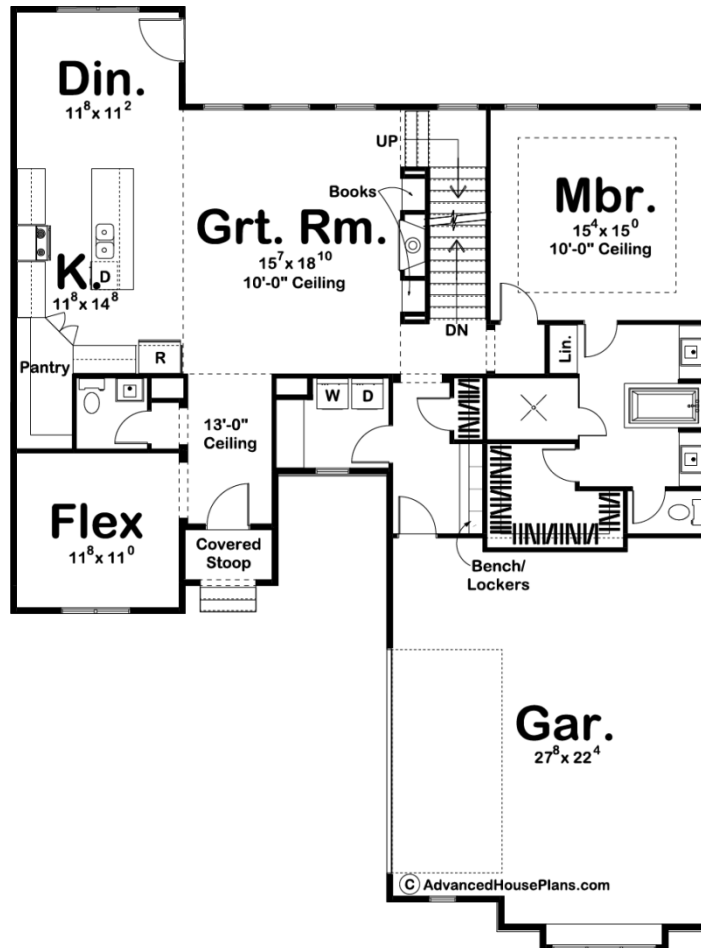 Din.
11⁸ x 11²
UP
Books
Grt. Rm.
15⁷ x 18¹⁰
10'-0" Ceiling
Mbr.
15⁴ x 15⁰
10'-0" Ceiling
K.
D
11⁸ x 14⁸
DN
Lin.
Pantry
R
W D
13'-0"
Ceiling
Flex
11⁸ x 11⁰
Covered
Stoop
Bench/
Lockers
Gar.
27⁸ x 22⁴
© AdvancedHousePlans.com